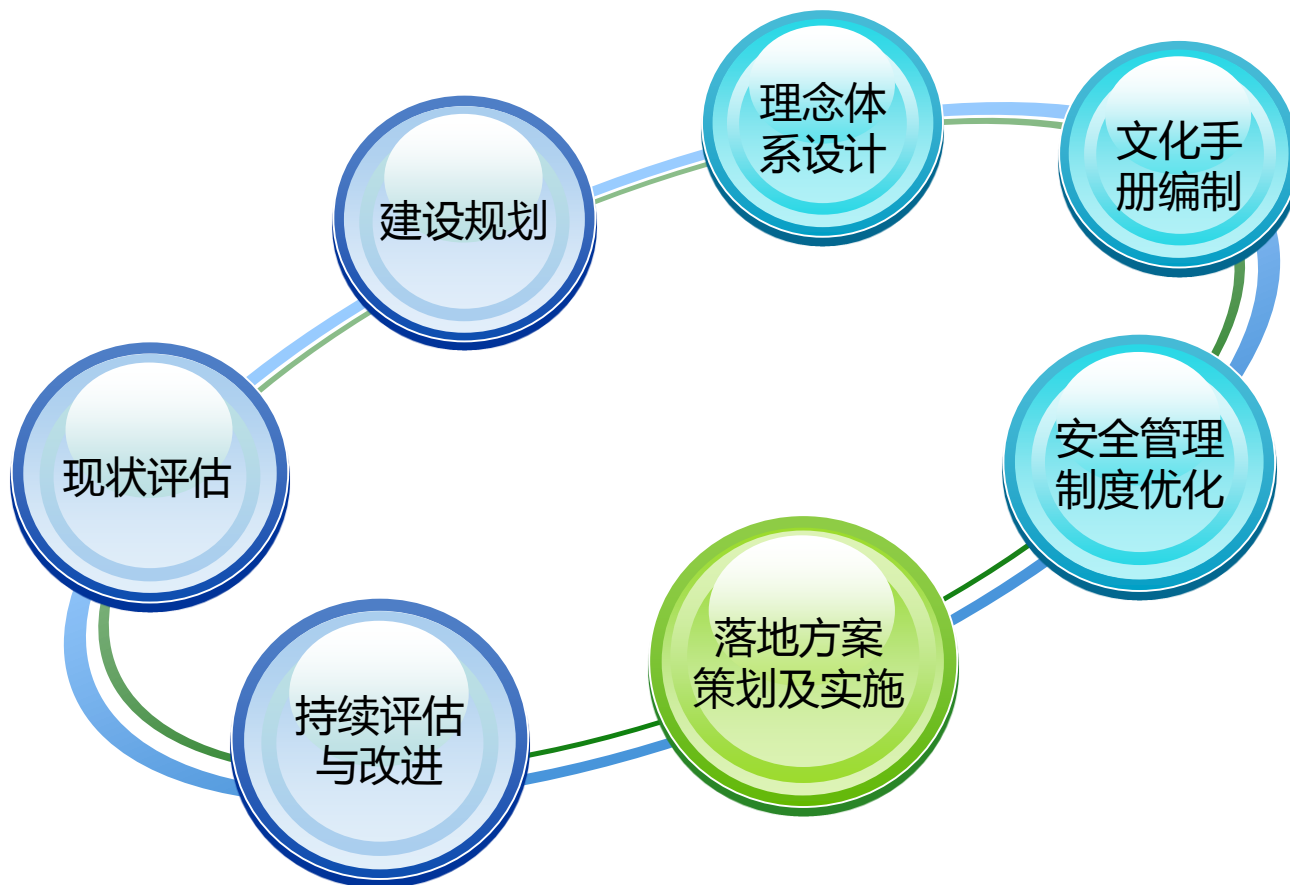 理念体
系设计
文化手
册编制
建设规划
安全管理
制度优化
现状评估
落地方案
策划及实施
持续评估
与改进